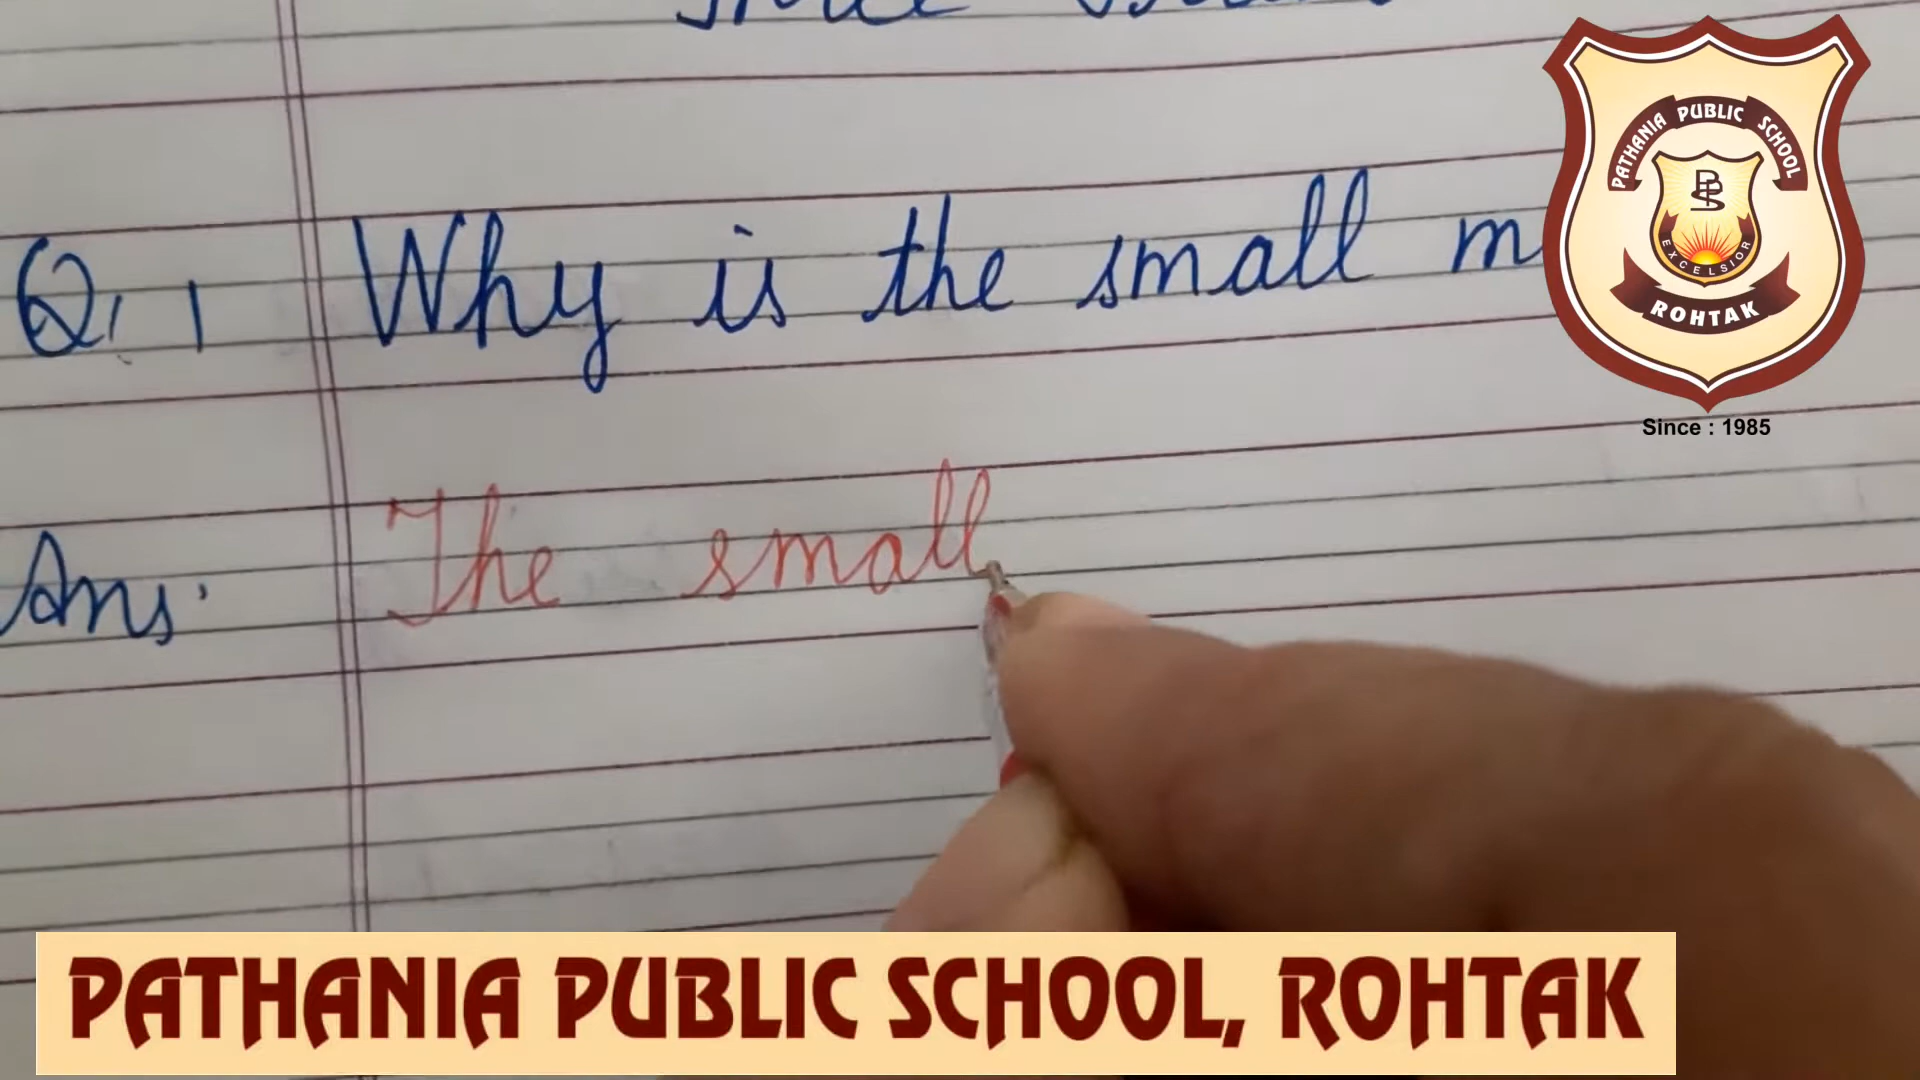 Q.1 Why is the small m
Ans. The small
PATHANIA PUBLIC SCHOOL
PBS
EXCELSIOR
ROHTAK
Since : 1985
PATHANIA PUBLIC SCHOOL, ROHTAK